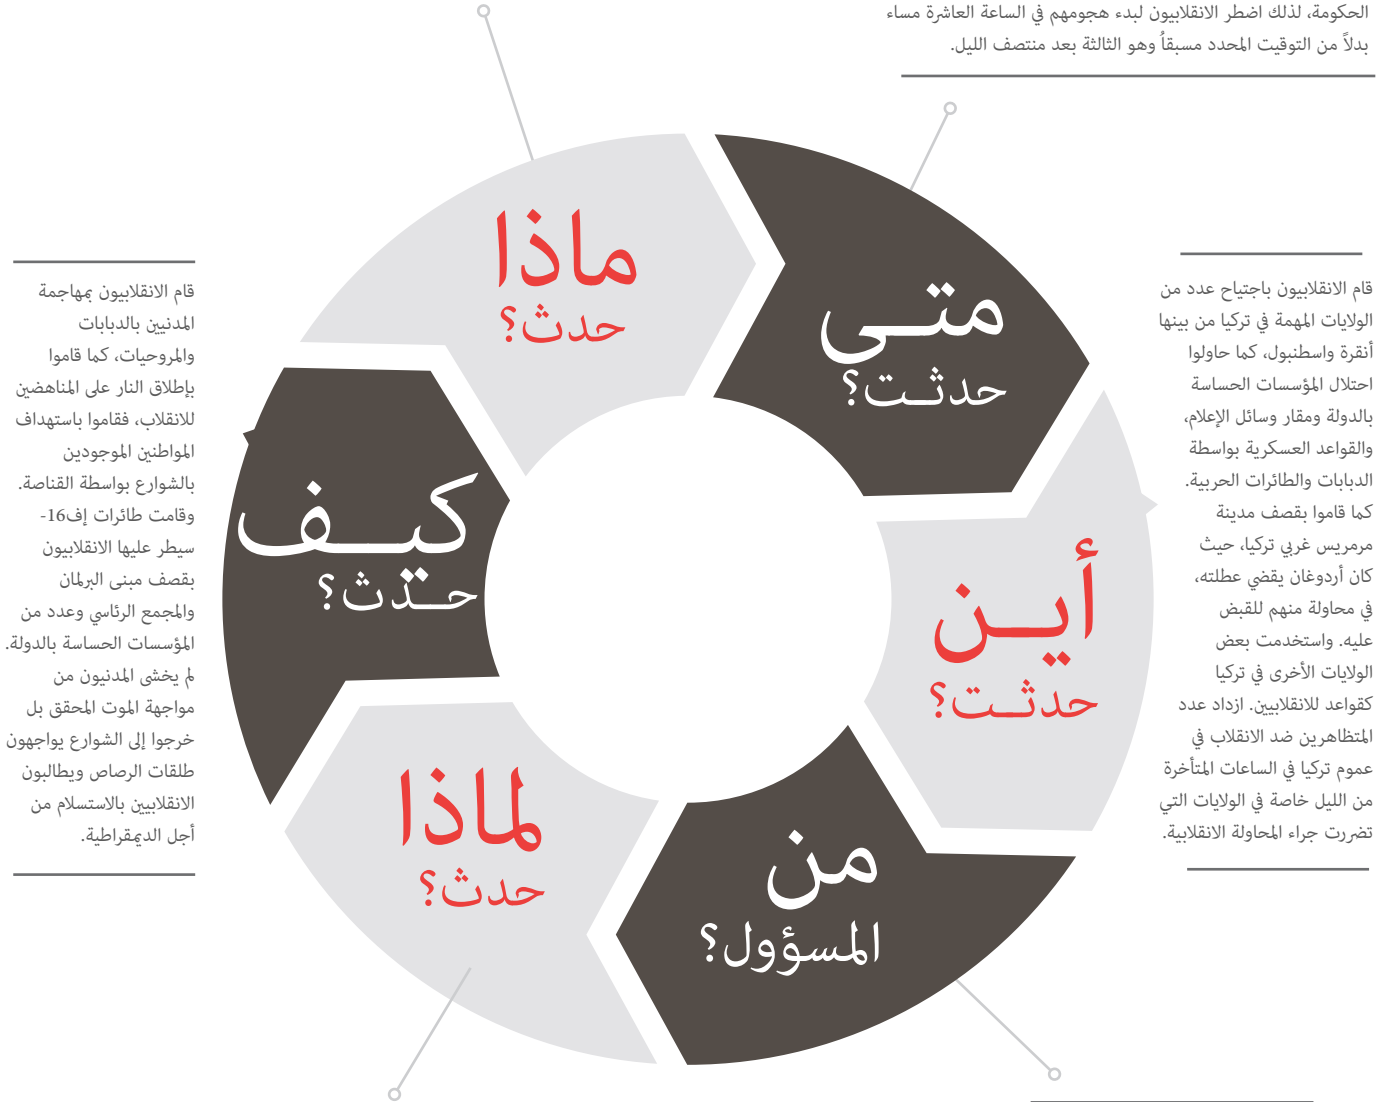 الحكومة، لذلك اضطر الانقلابيون لبدء هجومهم في الساعة العاشرة مساء
بدلاً من التوقيت المحدد مسبقاً وهو الثالثة بعد منتصف الليل.
ماذا
حدث؟
متــى
حدثــت؟
أيــن
حدثــت؟
من
المسؤول؟
لماذا
حدث؟
كيــف
حــدث؟
قام الانقلابيون باجتياح عدد من
الولايات المهمة في تركيا من بينها
أنقرة واسطنبول، كما حاولوا
احتلال المؤسسات الحساسة
بالدولة ومقار وسائل الإعلام،
والقواعد العسكرية بواسطة
الدبابات والطائرات الحربية.
كما قاموا بقصف مدينة
مرمريس غربي تركيا، حيث
كان أردوغان يقضي عطلته،
في محاولة منهم للقبض
عليه. واستخدمت بعض
الولايات الأخرى في تركيا
كقواعد للانقلابيين. ازداد عدد
المتظاهرين ضد الانقلاب في
عموم تركيا في الساعات المتأخرة
من الليل خاصة في الولايات التي
تضررت جراء المحاولة الانقلابية.
قام الانقلابيون بمهاجمة
المدنيين بالدبابات
والمروحيات، كما قاموا
بإطلاق النار على المناهضين
للانقلاب، فقاموا باستهداف
المواطنين الموجودين
بالشوارع بواسطة القناصة.
وقامت طائرات إف16-
سيطر عليها الانقلابيون
بقصف مبنى البرلمان
والمجمع الرئاسي وعدد من
المؤسسات الحساسة بالدولة.
لم يخشى المدنيون من
مواجهة الموت المحقق بل
خرجوا إلى الشوارع يواجهون
طلقات الرصاص ويطالبون
الانقلابيين بالاستسلام من
أجل الديمقراطية.